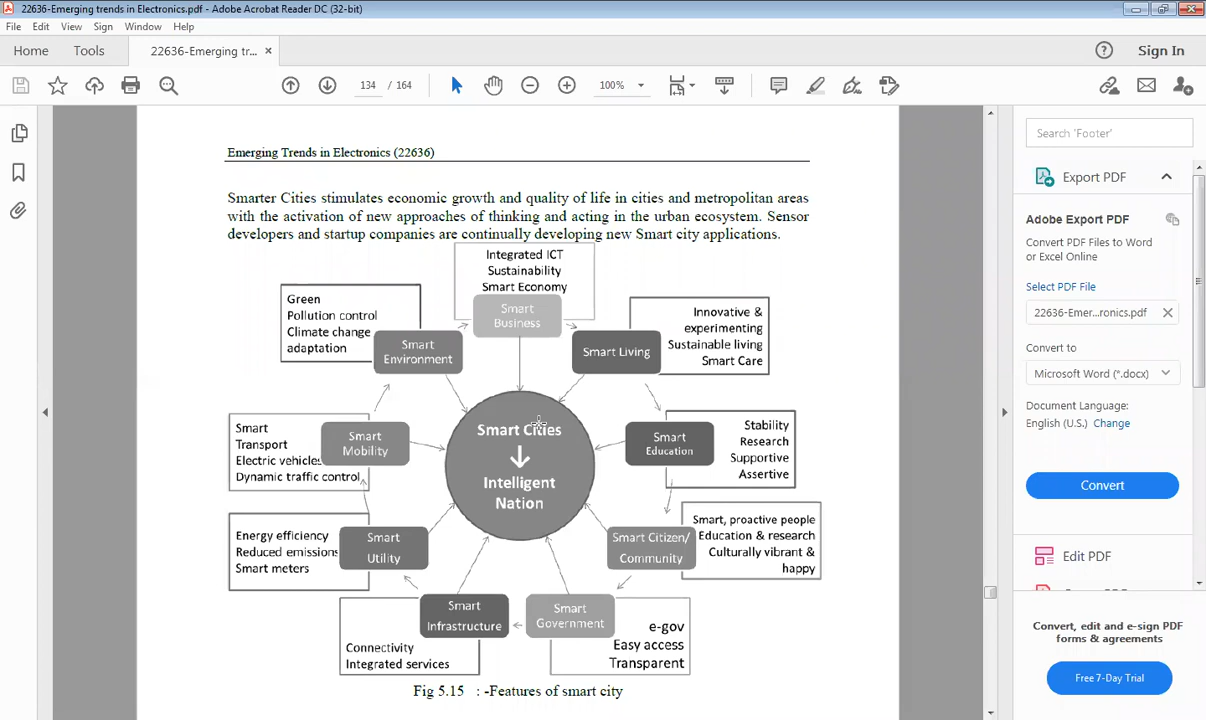 22636-Emerging trends in Electronics.pdf - Adobe Acrobat Reader DC (32-bit)
File Edit View Sign Window Help
Home Tools 22636-Emerging tr... × Sign In
134 / 164 100%
Search 'Footer'
Export PDF
Adobe Export PDF
Convert PDF Files to Word
or Excel Online
Select PDF File
22636-Emer...ronics.pdf
Convert to
Microsoft Word (*.docx)
Document Language:
English (U.S.) Change
Convert
Edit PDF
Convert, edit and e-sign PDF
forms & agreements
Free 7-Day Trial
Emerging Trends in Electronics (22636)
Smarter Cities stimulates economic growth and quality of life in cities and metropolitan areas
with the activation of new approaches of thinking and acting in the urban ecosystem. Sensor
developers and startup companies are continually developing new Smart city applications.
Integrated ICT
Sustainability
Smart Economy
Smart
Business
Innovative &
experimenting
Sustainable living
Smart Care
Smart Living
Stability
Research
Supportive
Assertive
Smart
Education
Smart, proactive people
Education & research
Culturally vibrant &
happy
Smart Citizen/
Community
e-gov
Easy access
Transparent
Smart
Government
Connectivity
Integrated services
Smart
Infrastructure
Energy efficiency
Reduced emissions
Smart meters
Smart
Utility
Smart
Transport
Electric vehicles
Dynamic traffic control
Smart
Mobility
Green
Pollution control
Climate change
adaptation
Smart
Environment
Smart Cities
Intelligent
Nation
Fig 5.15 : -Features of smart city